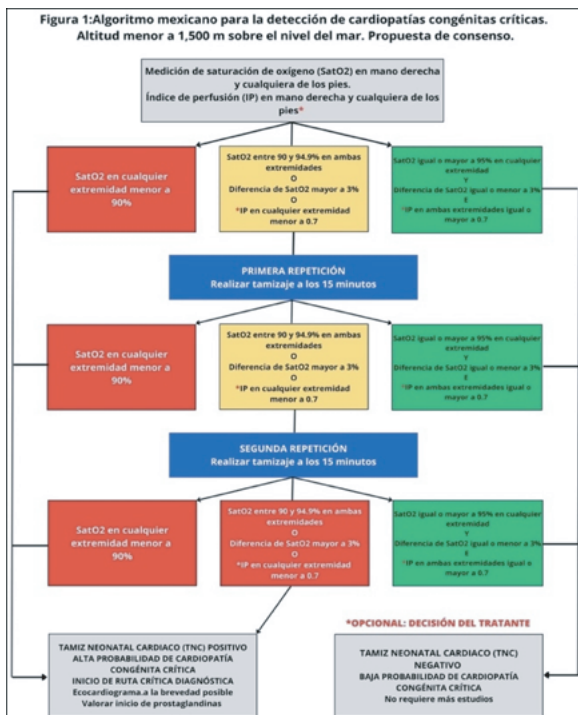 Figura 1:Algoritmo mexicano para la detección de cardiopatías congénitas críticas.
Altitud menor a 1,500 m sobre el nivel del mar. Propuesta de consenso.
Medición de saturación de oxígeno (SatO2) en mano derecha
y cualquiera de los pies.
Índice de perfusión (IP) en mano derecha y cualquiera de los
pies*
SatO2 en cualquier
extremidad menor a
90%
SatO2 entre 90 y 94.9% en ambas
extremidades
O
Diferencia de SatO2 mayor a 3%
O
*IP en cualquier extremidad
menor a 0.7
SatO2 igual o mayor a 95% en cualquier
extremidad
Y
Diferencia de SatO2 igual o menor a 3%
E
*IP en ambas extremidades igual o
mayor a 0.7
PRIMERA REPETICIÓN
Realizar tamizaje a los 15 minutos
SatO2 en cualquier
extremidad menor a
90%
SatO2 entre 90 y 94.9% en ambas
extremidades
O
Diferencia de SatO2 mayor a 3%
O
*IP en cualquier extremidad
menor a 0.7
SatO2 igual o mayor a 95% en cualquier
extremidad
Y
Diferencia de SatO2 igual o menor a 3%
E
*IP en ambas extremidades igual o
mayor a 0.7
SEGUNDA REPETICIÓN
Realizar tamizaje a los 15 minutos
SatO2 en cualquier
extremidad menor a
90%
SatO2 entre 90 y 94.9% en ambas
extremidades
O
Diferencia de SatO2 mayor a 3%
O
*IP en cualquier extremidad
menor a 0.7
SatO2 igual o mayor a 95% en cualquier
extremidad
Y
Diferencia de SatO2 igual o menor a 3%
E
*IP en ambas extremidades igual o
mayor a 0.7
*OPCIONAL: DECISIÓN DEL TRATANTE
TAMIZ NEONATAL CARDIACO (TNC) POSITIVO
ALTA PROBABILIDAD DE CARDIOPATÍA
CONGÉNITA CRÍTICA
INICIO DE RUTA CRÍTICA DIAGNÓSTICA
Ecocardiograma.a la brevedad posible
Valorar inicio de prostaglandinas
TAMIZ NEONATAL CARDIACO (TNC)
NEGATIVO
BAJA PROBABILIDAD DE CARDIOPATÍA
CONGÉNITA CRÍTICA
No requiere más estudios